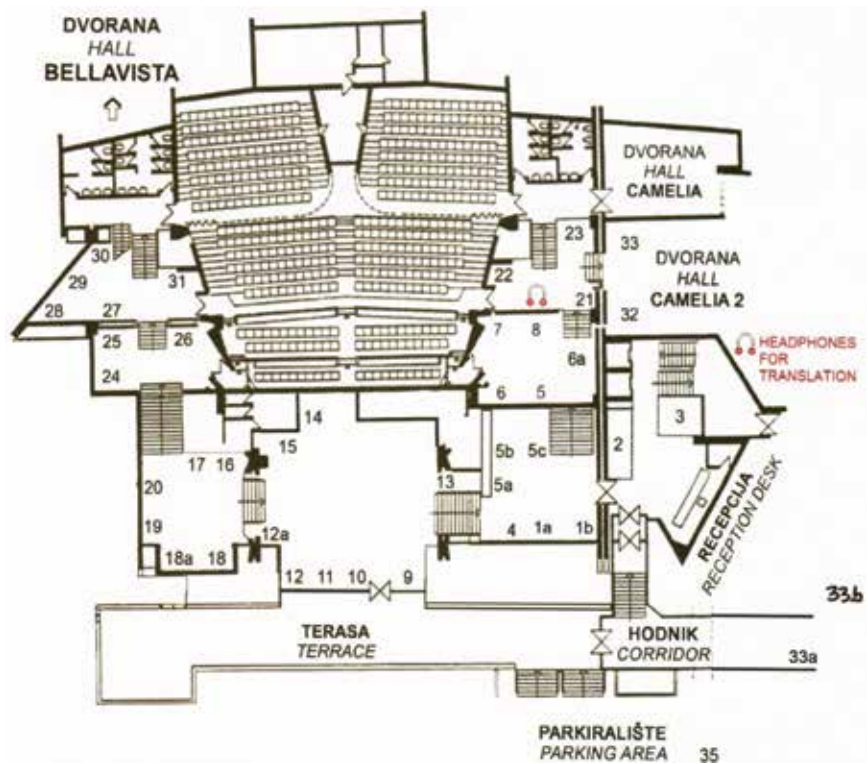 DVORANA
HALL
BELLAVISTA
DVORANA
HALL
CAMELIA
23
33
DVORANA
HALL
CAMELIA 2
30
29
31
22
28
27
21
32
25
26
7
8
HEADPHONES
FOR
TRANSLATION
6a
24
6
5
14
3
2
15
17
16
5b
5c
13
5a
20
19
12a
4
1a
1b
RECEPCIJA
RECEPTION DESK
18a
18
12
11
10
9
33b
TERASA
TERRACE
HODNIK
CORRIDOR
33a
PARKIRALIŠTE
PARKING AREA
35